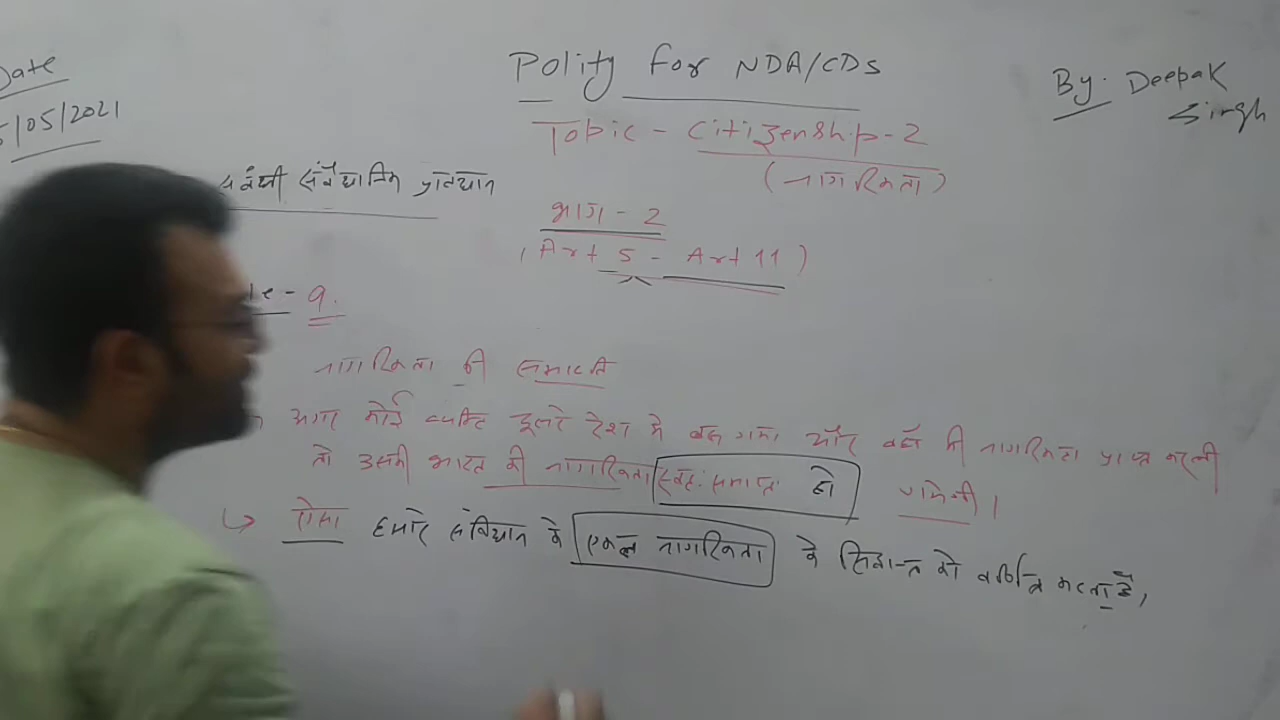 Date
5/05/2021
Polity for NDA/CDS
By. Deepak
Singh
Topic - Citizenship-2
(नागरिकता)
संबंधी संवैधानिक प्रावधान
भाग - 2
(Art 5 - Art 11)
le - 9.
नागरिकता की समाप्ति
अगर कोई व्यक्ति दूसरे देश मे बस गया और वहाँ की नागरिकता प्राप्त करली
तो उसकी भारत की नागरिकता स्वतः समाप्त हो जायेगी।
↳ ऐसा हमारे संविधान के एकल नागरिकता के सिद्धान्त को वर्णित करता है,